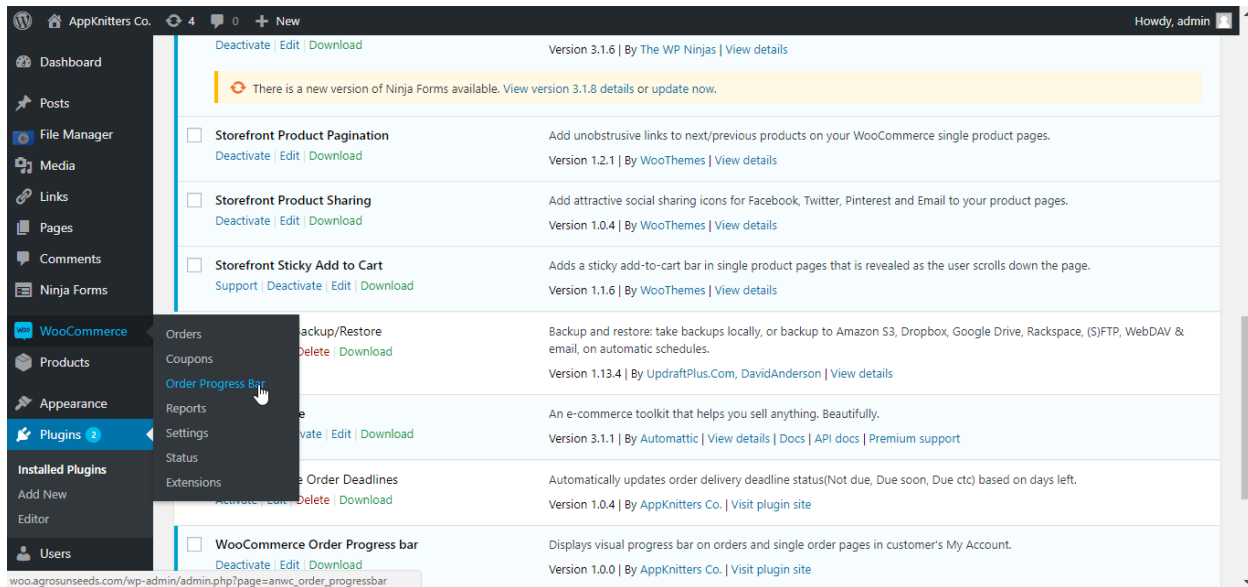 AppKnitters Co. 4 0 + New Howdy, admin
Dashboard
Posts
File Manager
Media
Links
Pages
Comments
Ninja Forms
WooCommerce
Products
Appearance
Plugins 2
Installed Plugins
Add New
Editor
Users
Orders
Coupons
Order Progress Bar
Reports
Settings
Status
Extensions
Deactivate | Edit | Download
Version 3.1.6 | By The WP Ninjas | View details
There is a new version of Ninja Forms available. View version 3.1.8 details or update now.
Storefront Product Pagination
Deactivate | Edit | Download
Add unobstrusive links to next/previous products on your WooCommerce single product pages.
Version 1.2.1 | By WooThemes | View details
Storefront Product Sharing
Deactivate | Edit | Download
Add attractive social sharing icons for Facebook, Twitter, Pinterest and Email to your product pages.
Version 1.0.4 | By WooThemes | View details
Storefront Sticky Add to Cart
Support | Deactivate | Edit | Download
Adds a sticky add-to-cart bar in single product pages that is revealed as the user scrolls down the page.
Version 1.1.6 | By WooThemes | View details
Backup/Restore
Delete | Download
Backup and restore: take backups locally, or backup to Amazon S3, Dropbox, Google Drive, Rackspace, (S)FTP, WebDAV &
email, on automatic schedules.
Version 1.13.4 | By UpdraftPlus.Com, DavidAnderson | View details
e
vate | Edit | Download
An e-commerce toolkit that helps you sell anything. Beautifully.
Version 3.1.1 | By Automattic | View details | Docs | API docs | Premium support
e Order Deadlines
Activate | Edit | Delete | Download
Automatically updates order delivery deadline status(Not due, Due soon, Due ctc) based on days left.
Version 1.0.4 | By AppKnitters Co. | Visit plugin site
WooCommerce Order Progress bar
Deactivate | Edit | Download
Displays visual progress bar on orders and single order pages in customer's My Account.
Version 1.0.0 | By AppKnitters Co. | Visit plugin site
woo.agrosunseeds.com/wp-admin/admin.php?page=anwc_order_progressbar